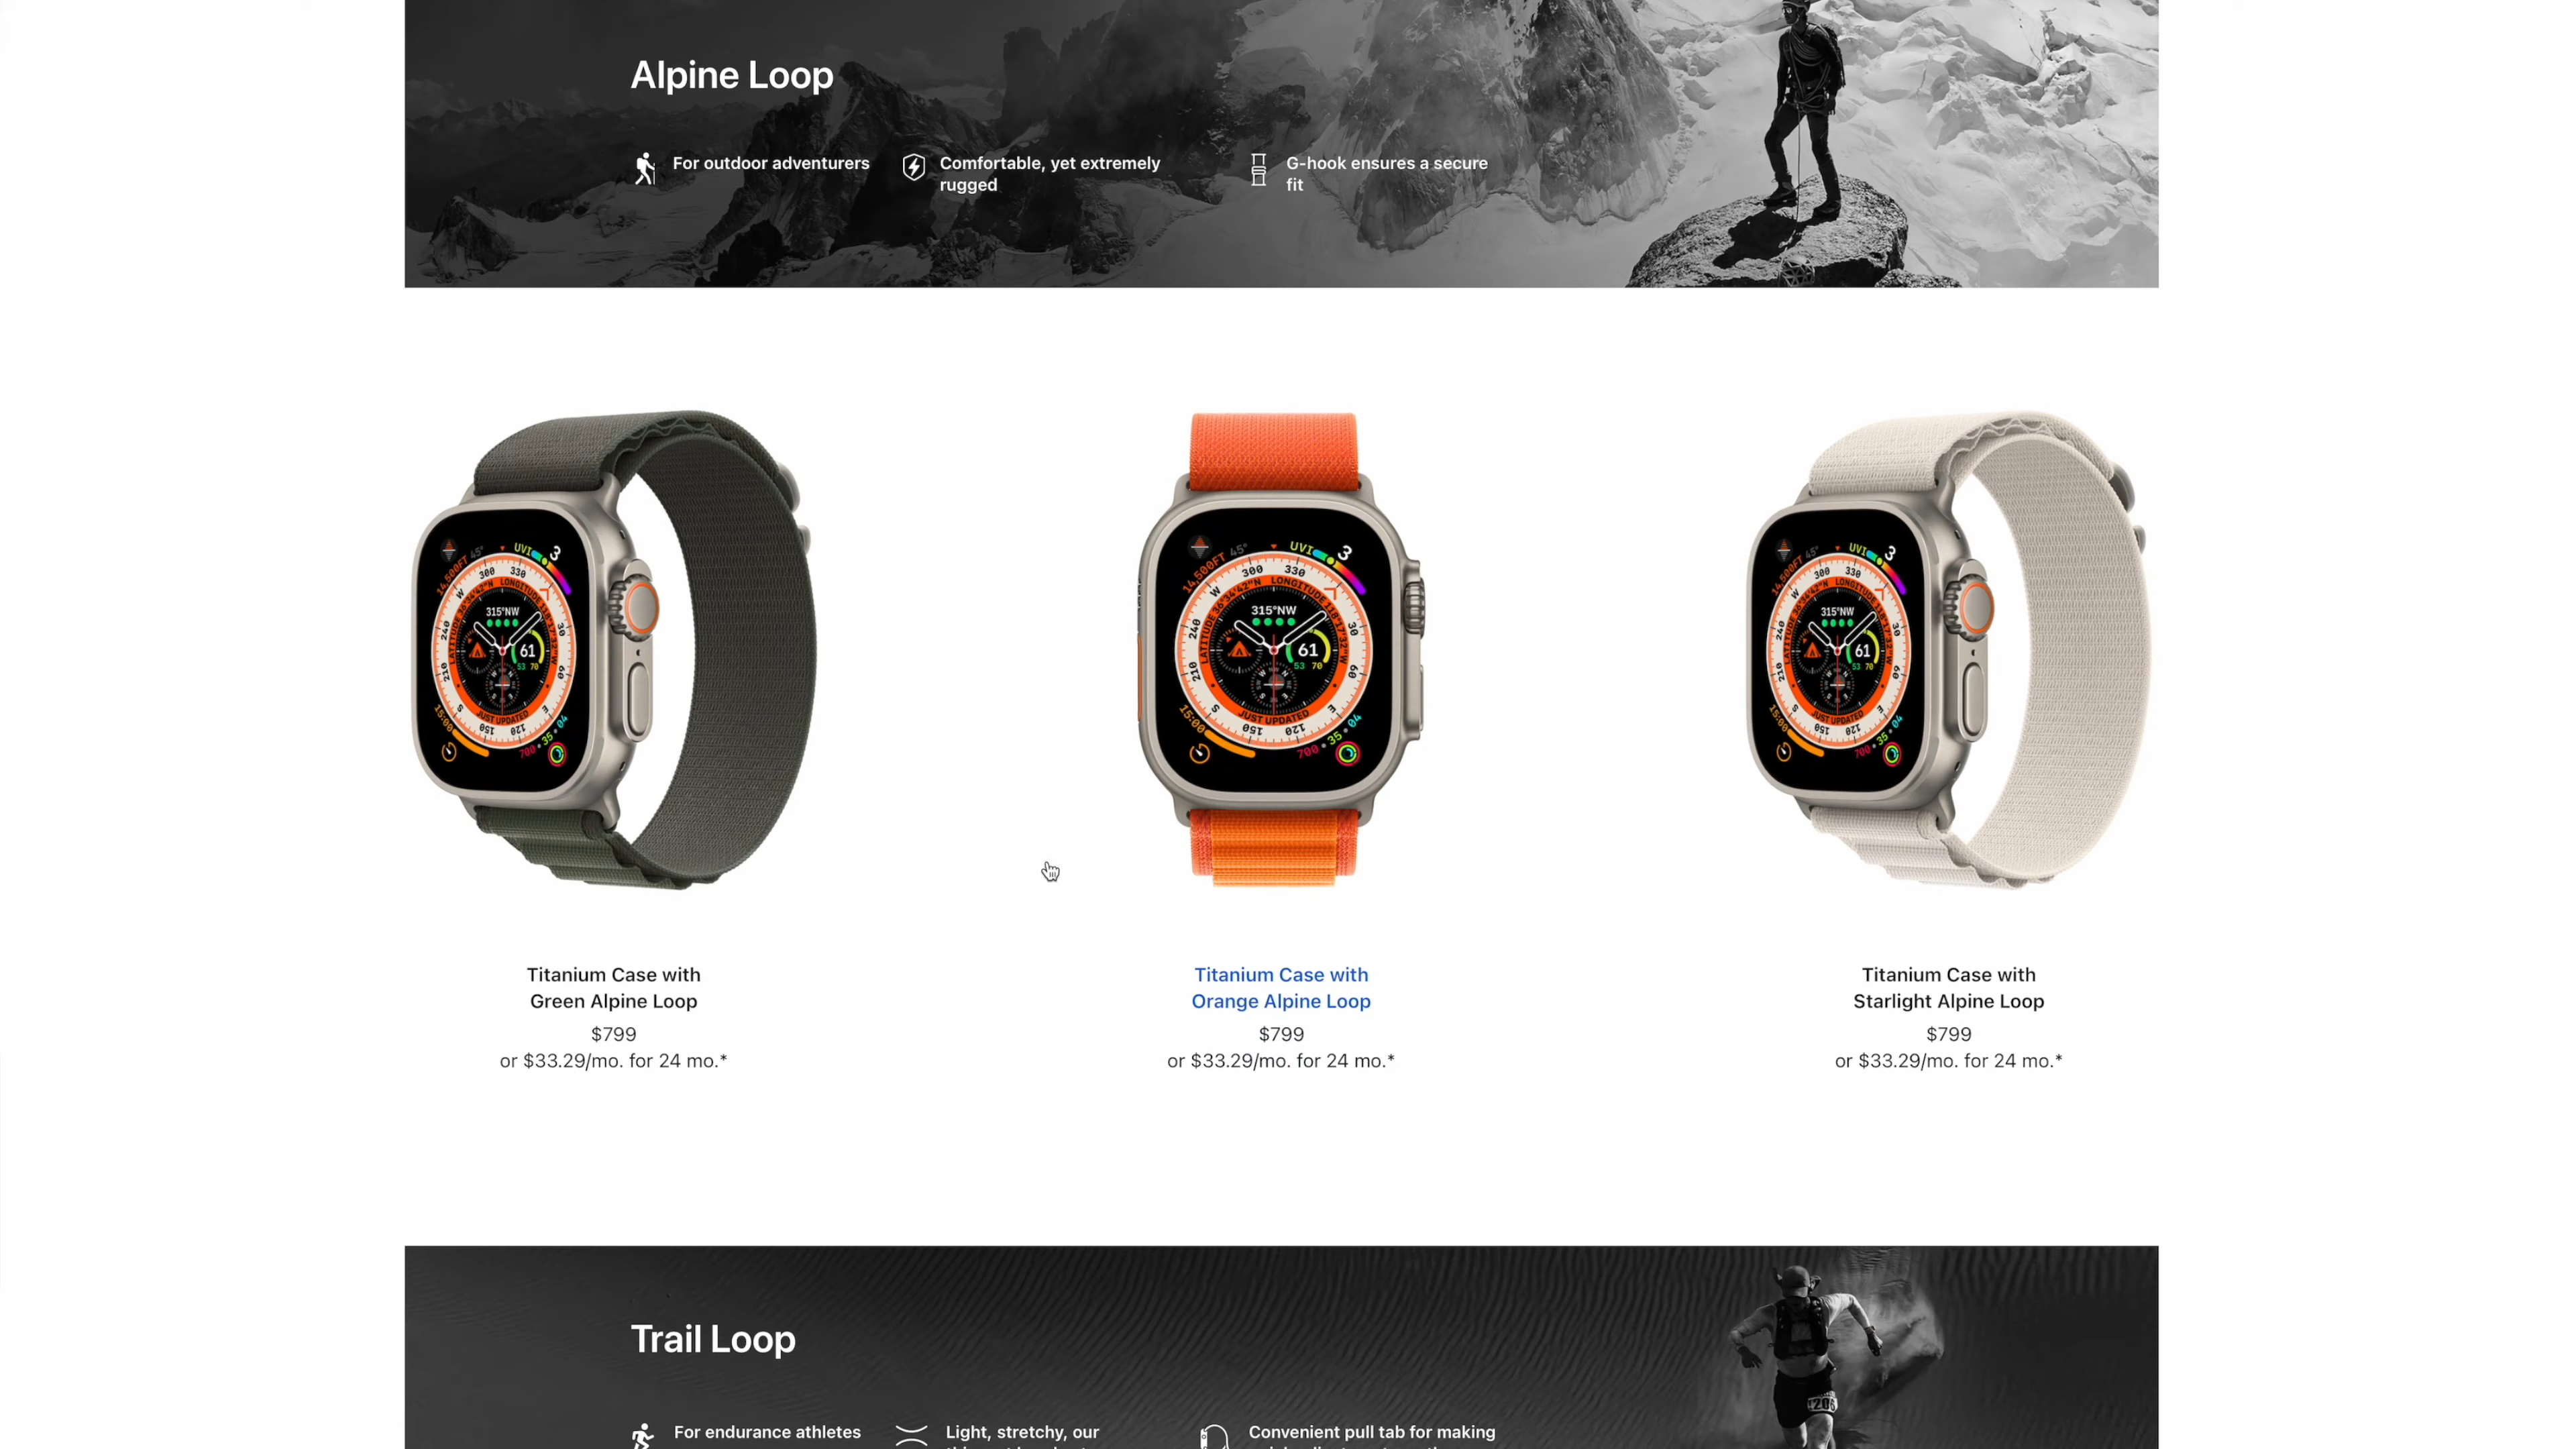 Alpine Loop
For outdoor adventurers
Comfortable, yet extremely
rugged
G-hook ensures a secure
fit
Titanium Case with
Green Alpine Loop
$799
or $33.29/mo. for 24 mo.*
Titanium Case with
Orange Alpine Loop
$799
or $33.29/mo. for 24 mo.*
Titanium Case with
Starlight Alpine Loop
$799
or $33.29/mo. for 24 mo.*
Trail Loop
For endurance athletes
Light, stretchy, our
Convenient pull tab for making